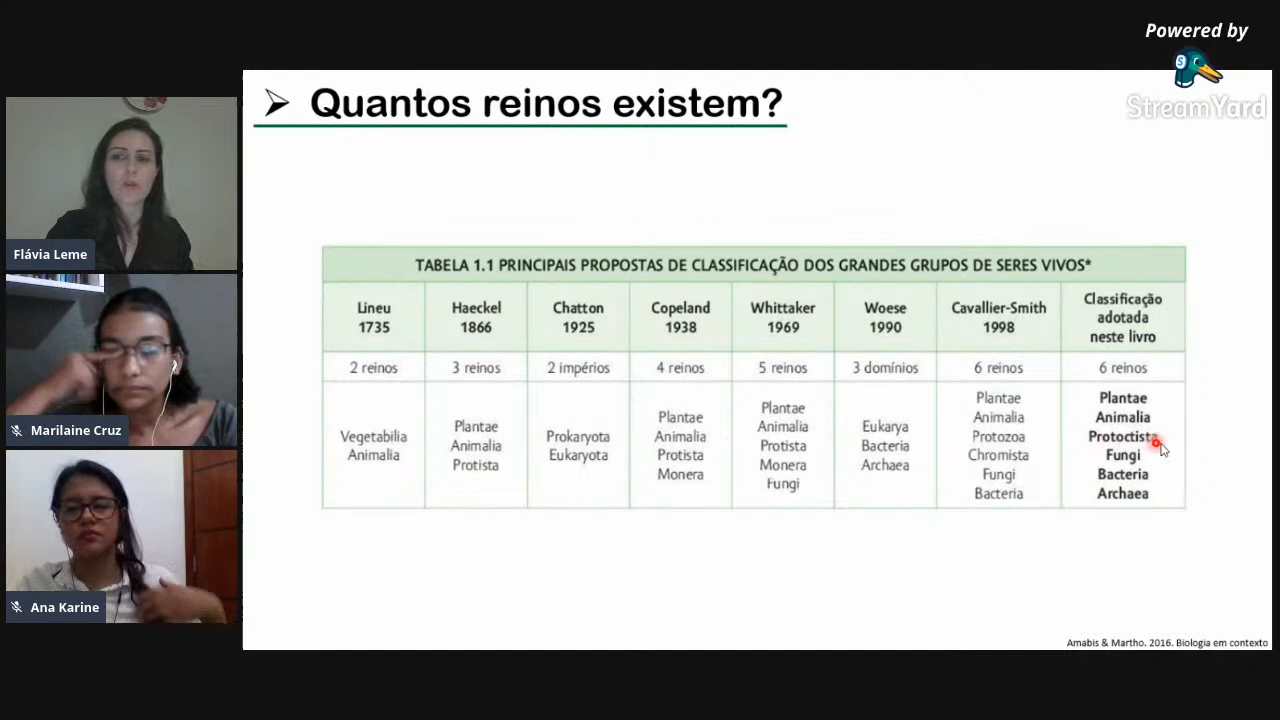 Powered by
StreamYard
Quantos reinos existem?
Flávia Leme
Marilaine Cruz
Ana Karine
TABELA 1.1 PRINCIPAIS PROPOSTAS DE CLASSIFICAÇÃO DOS GRANDES GRUPOS DE SERES VIVOS*
Lineu
1735
2 reinos
Vegetabilia
Animalia
Haeckel
1866
3 reinos
Plantae
Animalia
Protista
Chatton
1925
2 impérios
Prokaryota
Eukaryota
Copeland
1938
4 reinos
Plantae
Animalia
Protista
Monera
Whittaker
1969
5 reinos
Plantae
Animalia
Protista
Monera
Fungi
Woese
1990
3 domínios
Eukarya
Bacteria
Archaea
Cavallier-Smith
1998
6 reinos
Plantae
Animalia
Protozoa
Chromista
Fungi
Bacteria
Classificação
adotada
neste livro
6 reinos
Plantae
Animalia
Protoctista
Fungi
Bacteria
Archaea
Amabis & Martho. 2016. Biologia em contexto